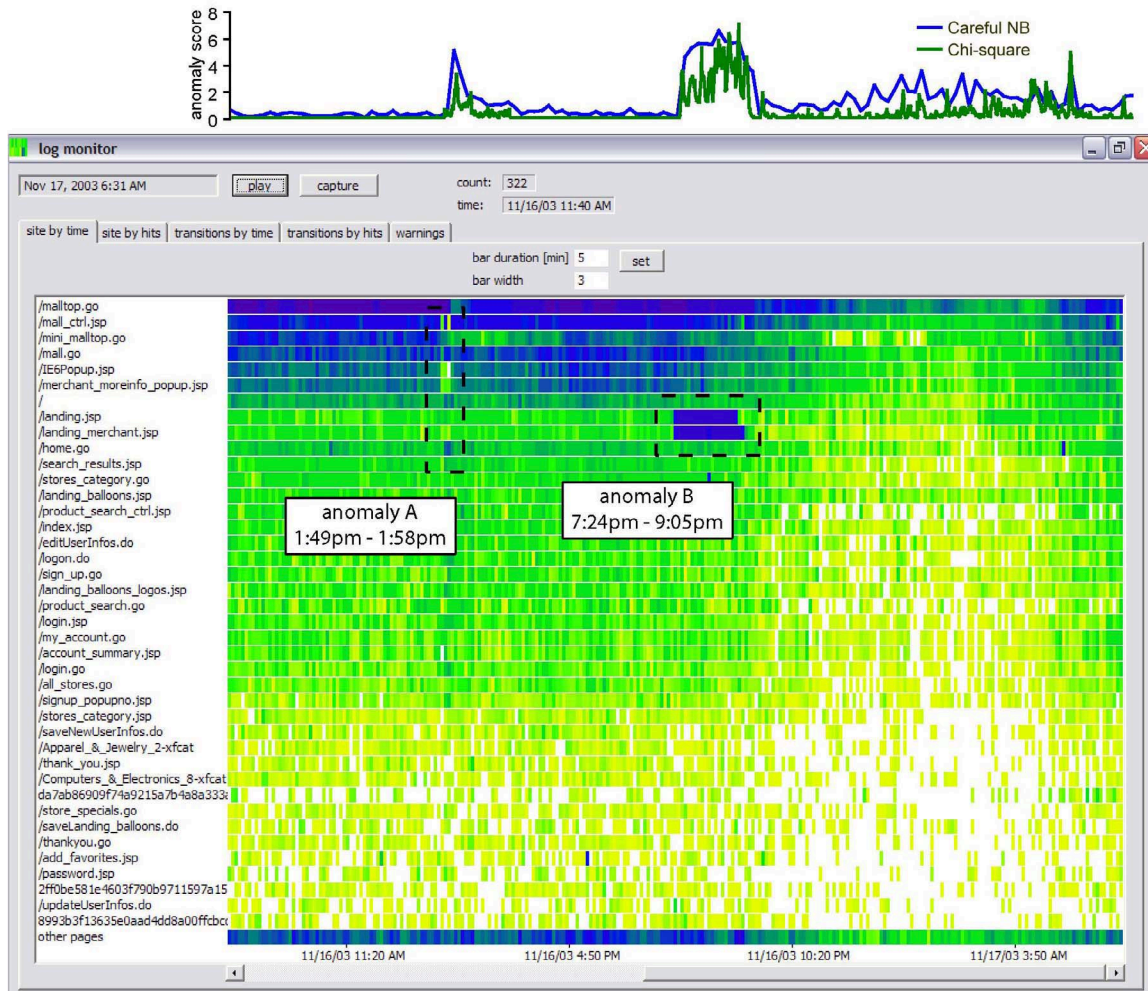 8
6
4
2
0
anomaly score
Careful NB
Chi-square
log monitor
Nov 17, 2003 6:31 AM
play
capture
count:
322
time:
11/16/03 11:40 AM
site by time
site by hits
transitions by time
transitions by hits
warnings
bar duration [min]
5
set
bar width
3
/malltop.go
/mall_ctrl.jsp
/mini_malltop.go
/mall.go
/IE6Popup.jsp
/merchant_moreinfo_popup.jsp
/
/landing.jsp
/landing_merchant.jsp
/home.go
/search_results.jsp
/stores_category.go
/landing_balloons.jsp
/product_search_ctrl.jsp
/index.jsp
/editUserInfos.do
/logon.do
/sign_up.go
/landing_balloons_logos.jsp
/product_search.go
/login.jsp
/my_account.go
/account_summary.jsp
/login.go
/all_stores.go
/signup_popupno.jsp
/stores_category.jsp
/saveNewUserInfos.do
/Apparel_&_Jewelry_2-xfcat
/thank_you.jsp
/Computers_&_Electronics_8-xfcat
da7ab86909f74a9215a7b4a8a333a
/store_specials.go
/saveLanding_balloons.do
/thankyou.go
/add_favorites.jsp
/password.jsp
2ff0be581e4603f790b9711597a15
/updateUserInfos.do
8993b3f13635e0aad4dd8a00ffcbcc
other pages
anomaly A
1:49pm - 1:58pm
anomaly B
7:24pm - 9:05pm
11/16/03 11:20 AM
11/16/03 4:50 PM
11/16/03 10:20 PM
11/17/03 3:50 AM